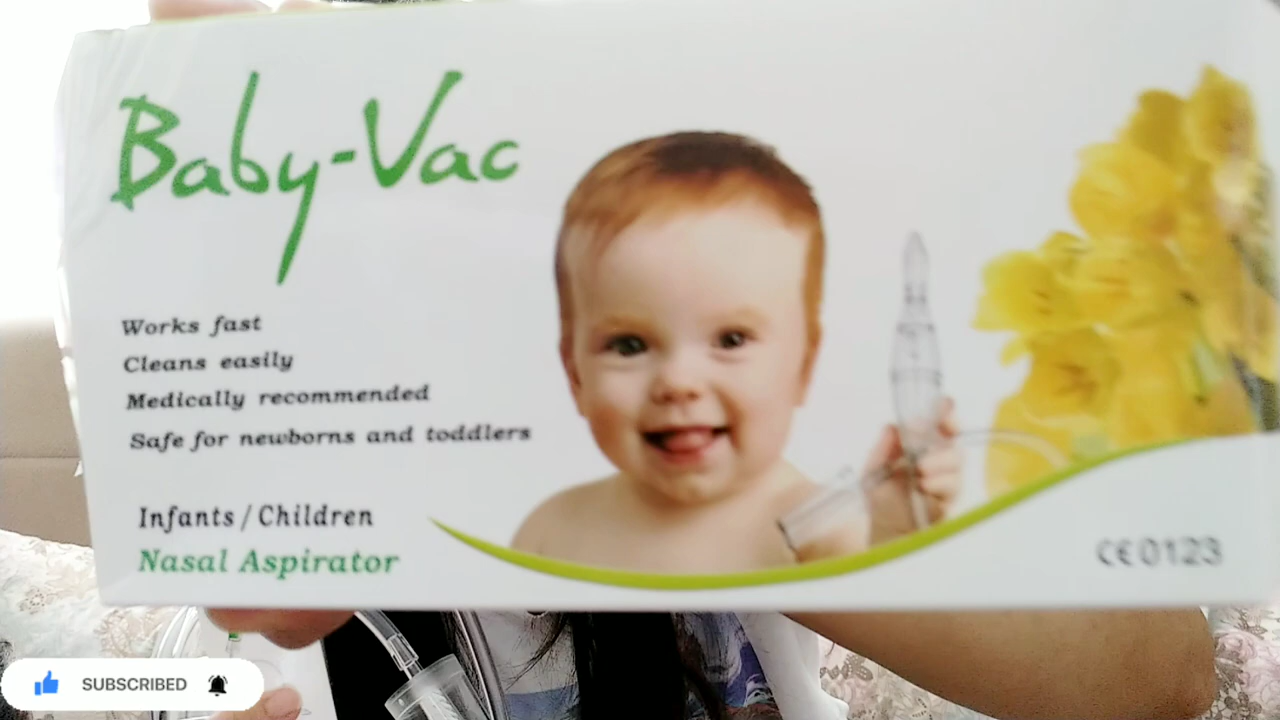 Baby-Vac
Works fast
Cleans easily
Medically recommended
Safe for newborns and toddlers
Infants / Children
Nasal Aspirator
CE 0123
SUBSCRIBED